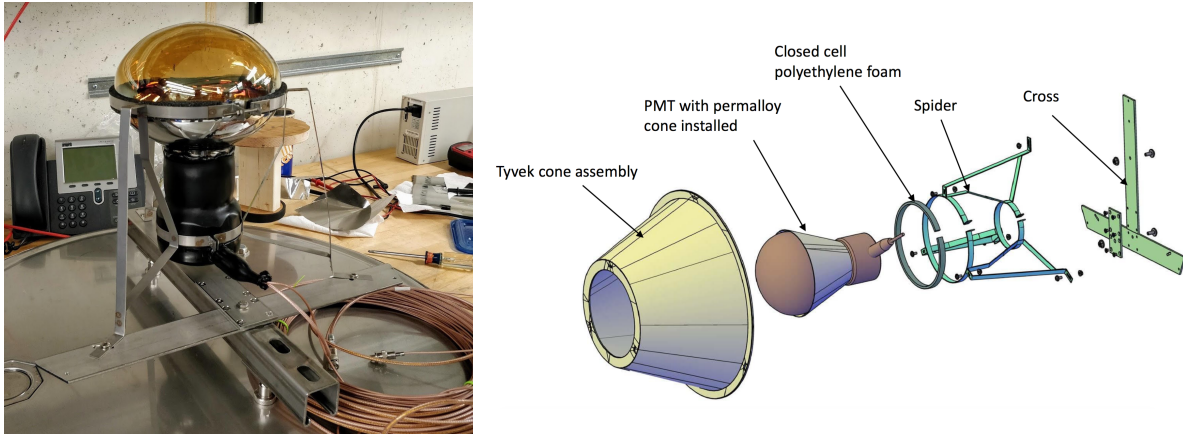 Closed cell
polyethylene foam
PMT with permalloy
cone installed
Spider
Cross
Tyvek cone assembly